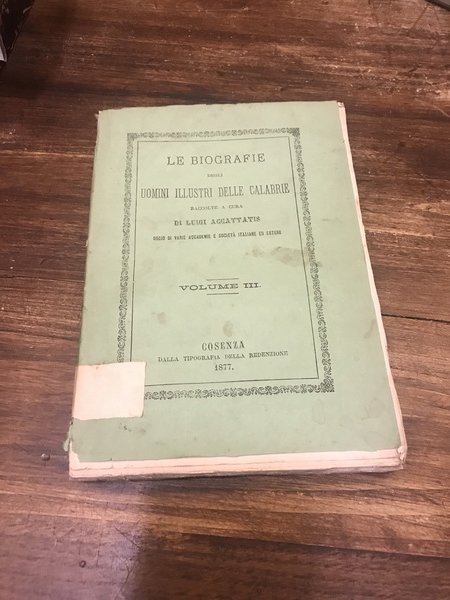 LE BIOGRAFIE
DEGLI
UOMINI ILLUSTRI DELLE CALABRIE
RACCOLTE A CURA
DI LUIGI ACCATTATIS
SOCIO DI VARIE ACCADEMIE E SOCIETÀ ITALIANE ED ESTERE
VOLUME III.
COSENZA
DALLA TIPOGRAFIA DELLA REDENZIONE
1877.